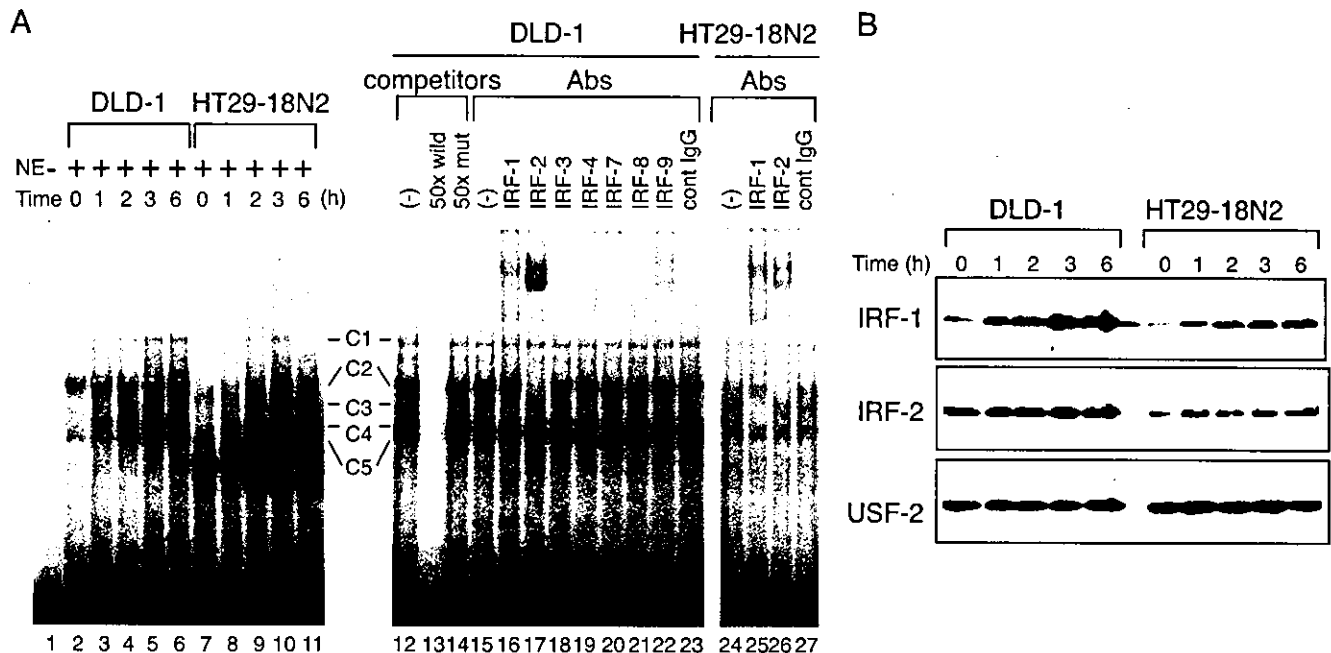 A
DLD-1
HT29-18N2
NE- + + + + + + + + + +
Time 0 1 2 3 6 0 1 2 3 6 (h)
1 2 3 4 5 6 7 8 9 10 11
C1
C2
C3
C4
C5
DLD-1
HT29-18N2
competitors
Abs
Abs
(-)
50x wild
50x mut
(-)
IRF-1
IRF-2
IRF-3
IRF-4
IRF-7
IRF-8
IRF-9
cont IgG
(-)
IRF-1
IRF-2
cont IgG
12 13 14 15 16 17 18 19 20 21 22 23 24 25 26 27
B
DLD-1
HT29-18N2
Time (h) 0 1 2 3 6 0 1 2 3 6
IRF-1
IRF-2
USF-2